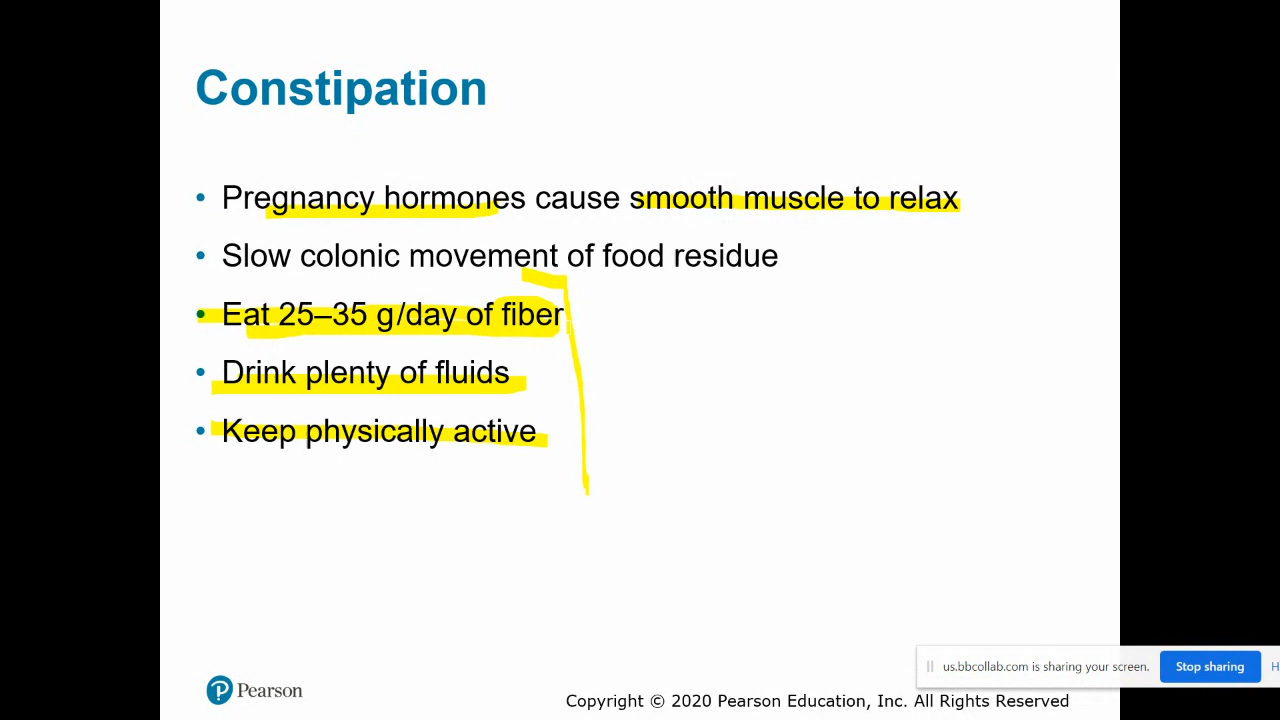 Constipation
• Pregnancy hormones cause smooth muscle to relax
• Slow colonic movement of food residue
• Eat 25–35 g/day of fiber
• Drink plenty of fluids
• Keep physically active
us.bbcollab.com is sharing your screen. Stop sharing
Pearson
Copyright © 2020 Pearson Education, Inc. All Rights Reserved